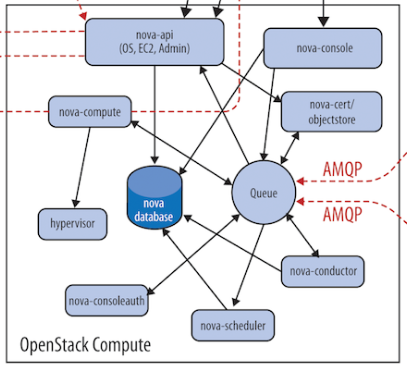 nova-api
(OS, EC2, Admin)
nova-console
nova-compute
nova-cert/
objectstore
AMQP
nova
database
Queue
AMQP
hypervisor
nova-conductor
nova-consoleauth
nova-scheduler
OpenStack Compute